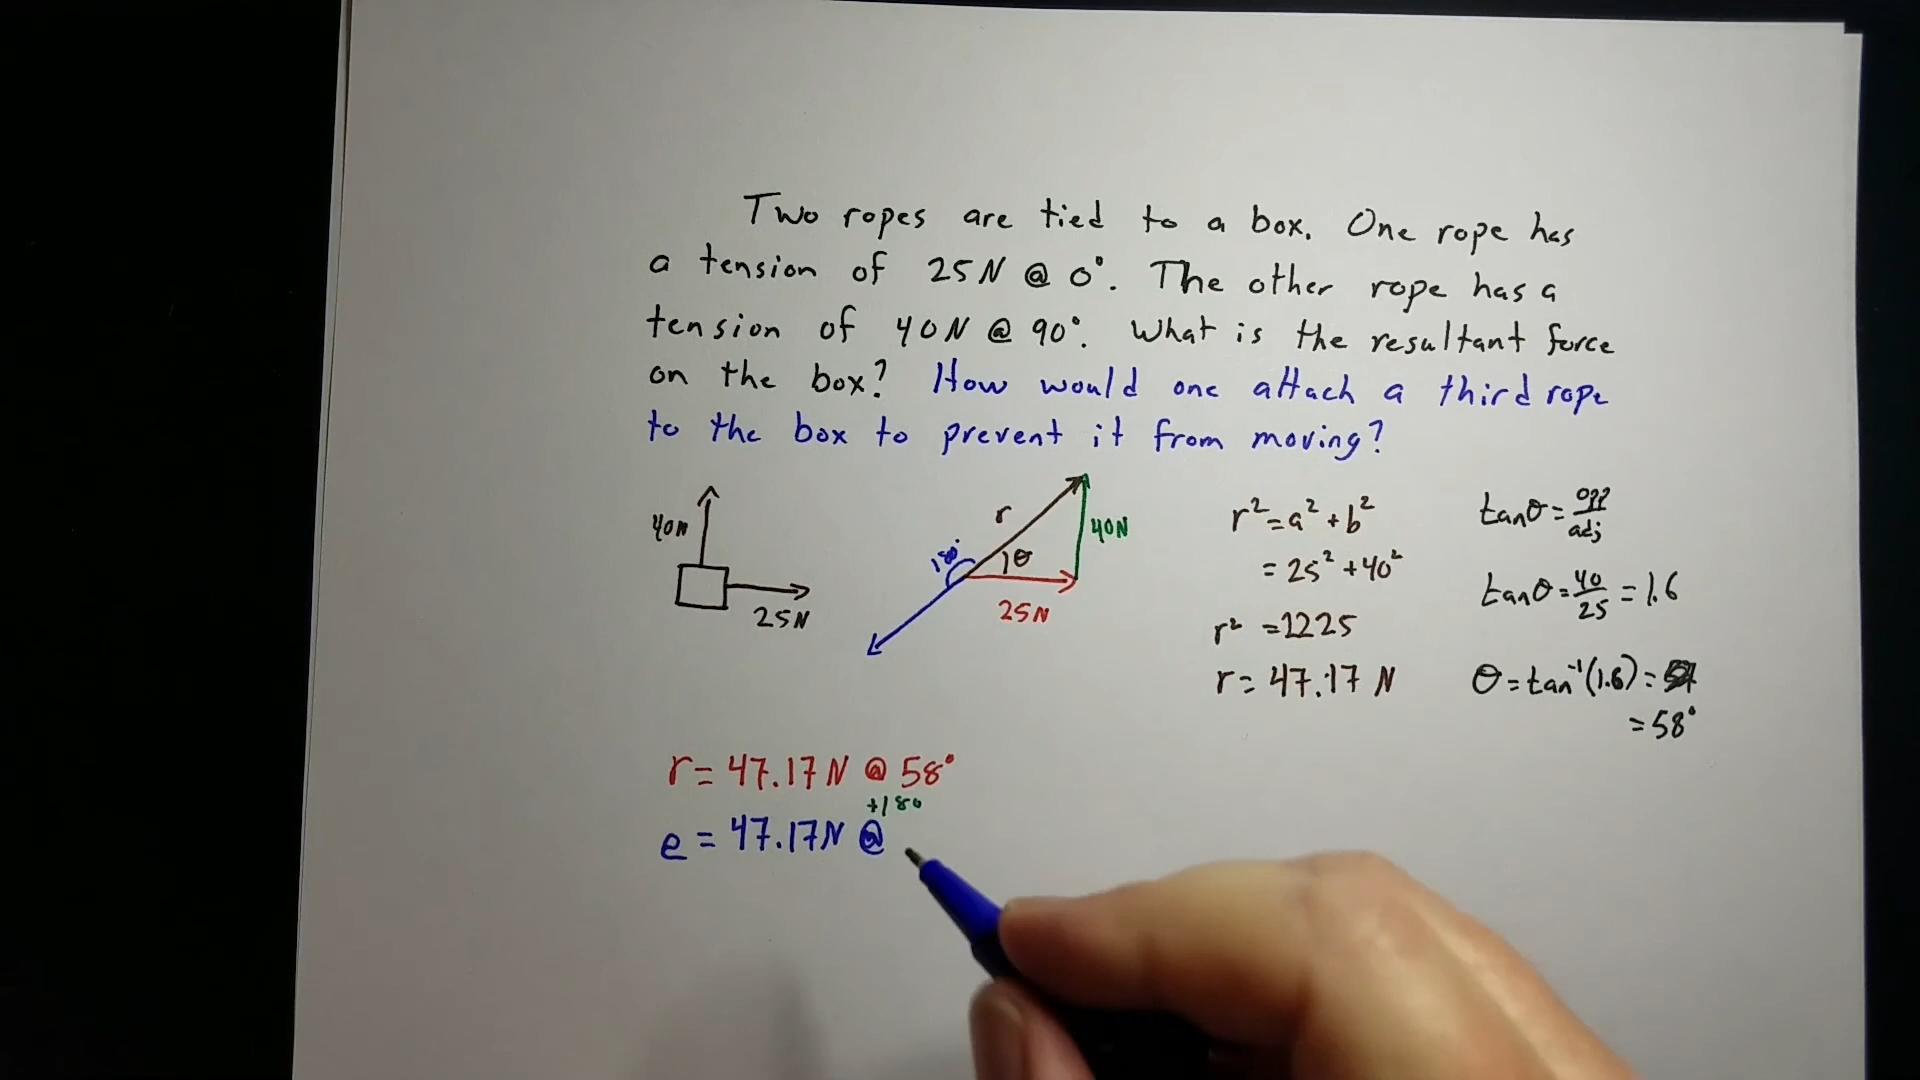 Two ropes are tied to a box. One rope has
a tension of 25N @ 0°. The other rope has a
tension of 40N @ 90°. What is the resultant force
on the box? How would one attach a third rope
to the box to prevent it from moving?
40N
25N
r
θ
40N
25N
180°
r² = a² + b²
= 25² + 40²
r² = 1225
r = 47.17 N
tanθ = opp/adj
tanθ = 40/25 = 1.6
θ = tan⁻¹(1.6) =
= 58°
r = 47.17 N @ 58°
+180
e = 47.17N @